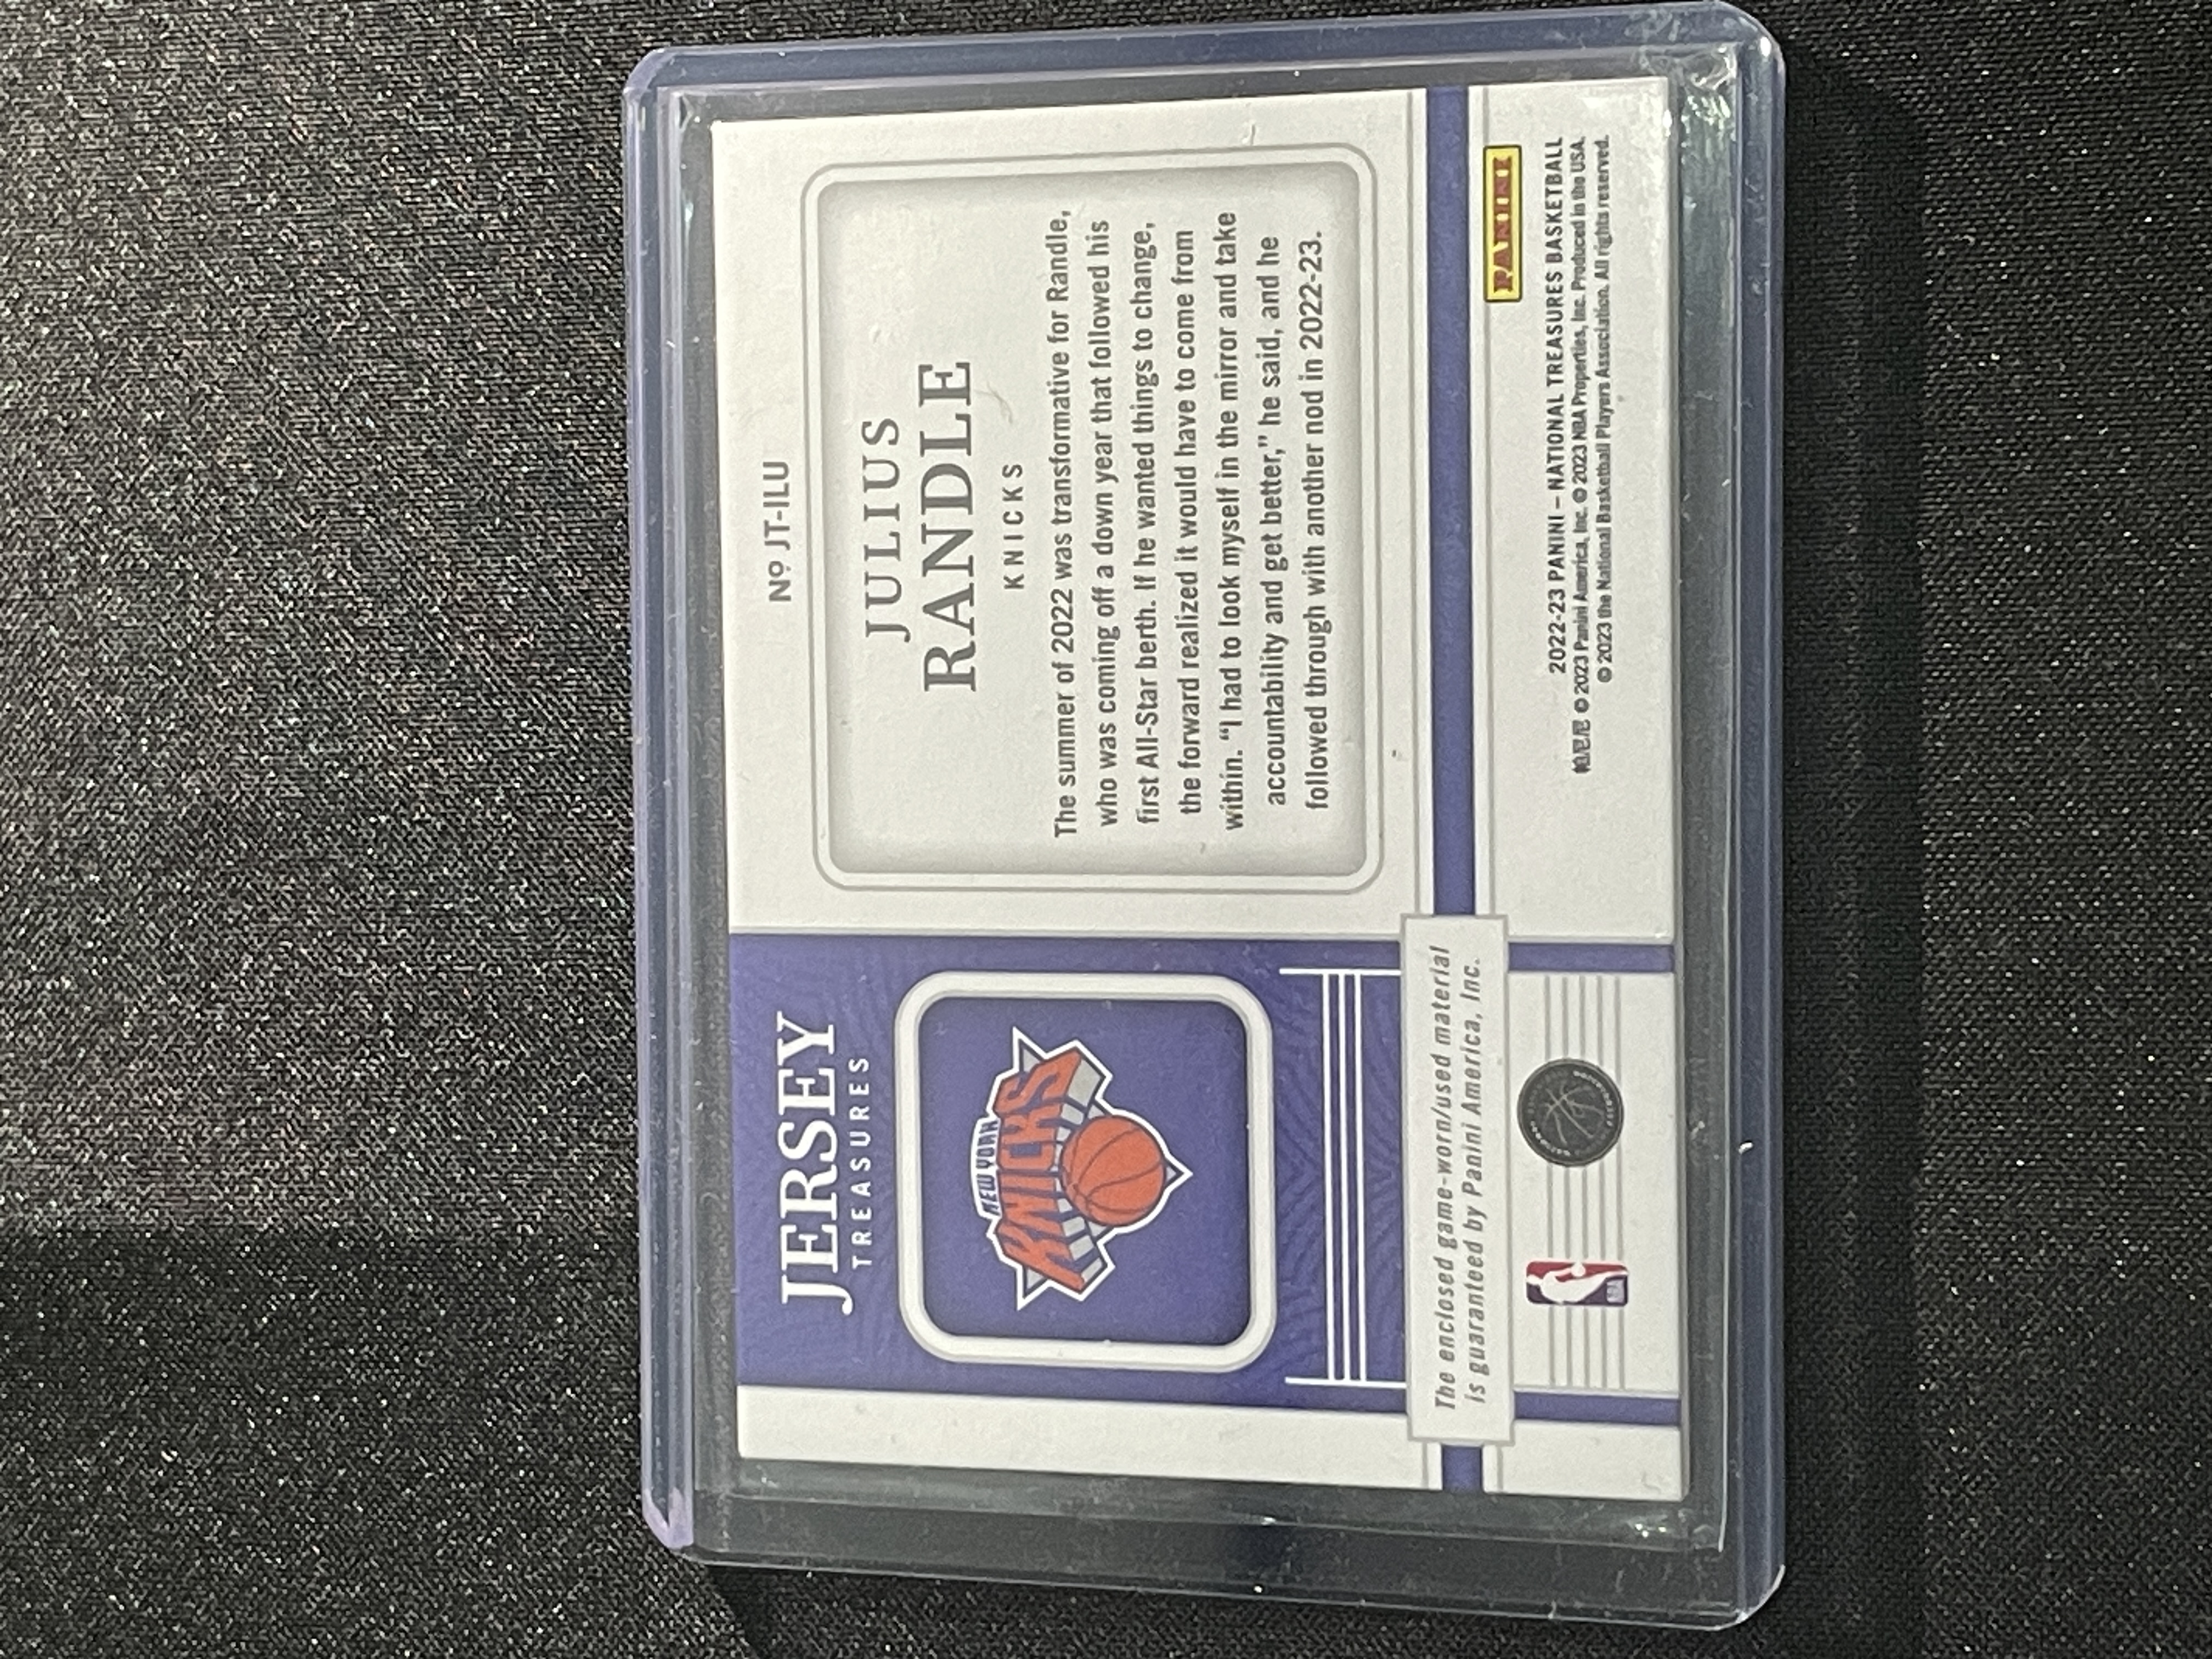 JERSEY
TREASURES
NEW YORK
KNICKS
The enclosed game-worn/used material
is guaranteed by Panini America, Inc.
NBA
Nº JT-ILU
JULIUS
RANDLE
KNICKS
The summer of 2022 was transformative for Randle,
who was coming off a down year that followed his
first All-Star berth. If he wanted things to change,
the forward realized it would have to come from
within. “I had to look myself in the mirror and take
accountability and get better,” he said, and he
followed through with another nod in 2022-23.
PANINI
2022-23 PANINI – NATIONAL TREASURES BASKETBALL
© 2023 Panini America, Inc. © 2023 NBA Properties, Inc. Produced in the USA.
© 2023 the National Basketball Players Association. All rights reserved.